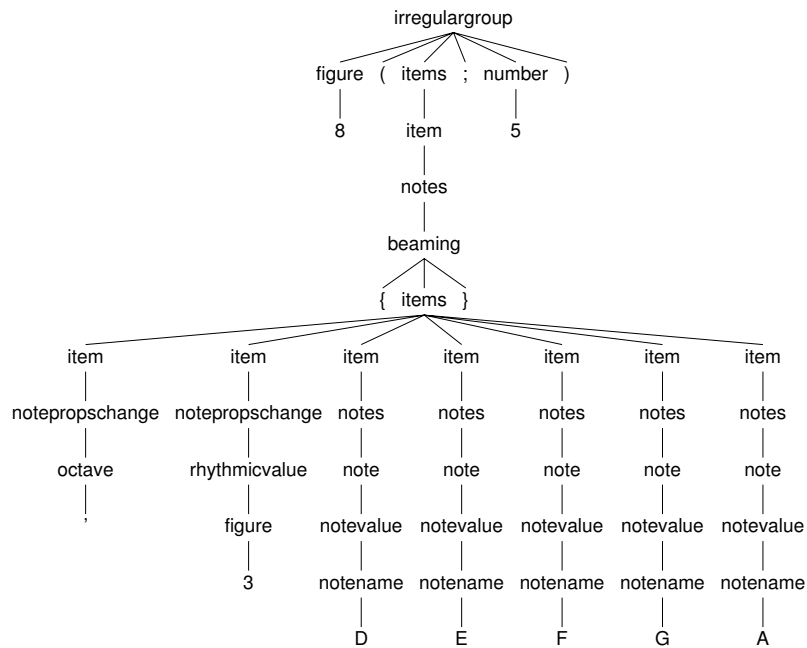 irregulargroup
figure ( items ; number )
8 item 5
notes
beaming
{ items }
item item item item item item item
notepropschange notepropschange notes notes notes notes notes
octave rhythmicvalue note note note note note
' figure notevalue notevalue notevalue notevalue notevalue
3 notename notename notename notename notename
D E F G A